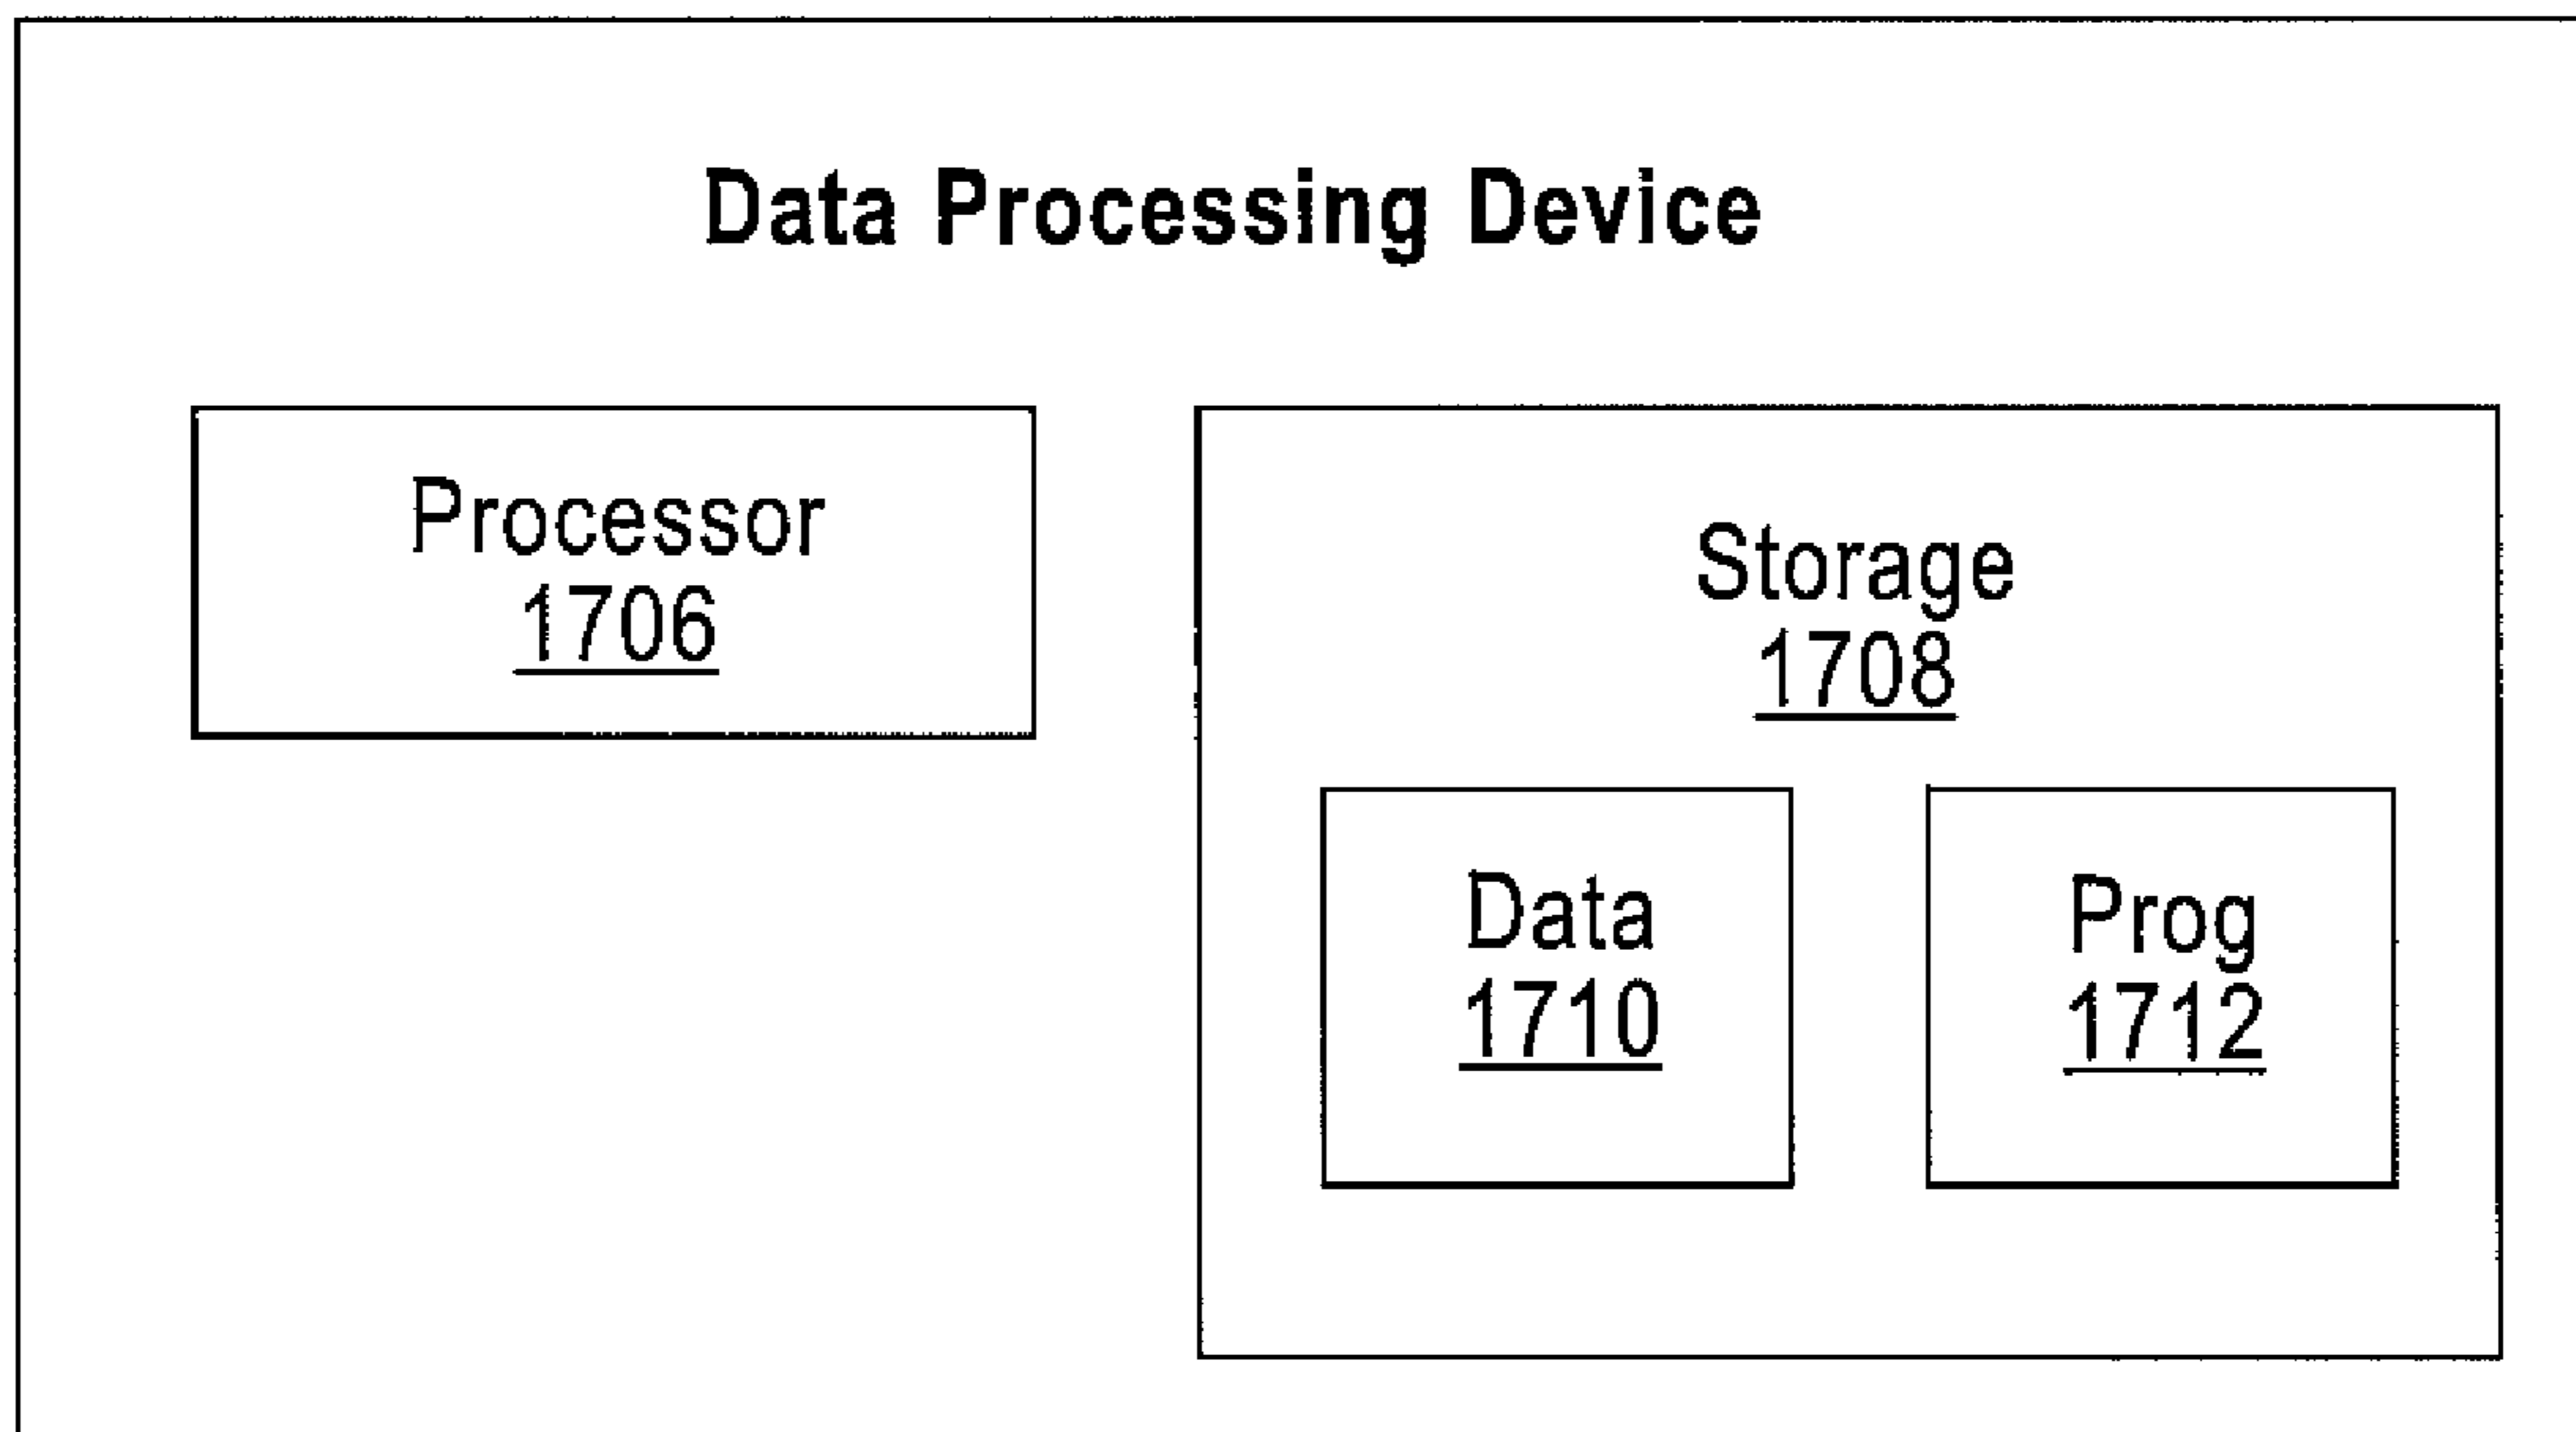 Data Processing Device
Processor
1706
Storage
1708
Data
1710
Prog
1712